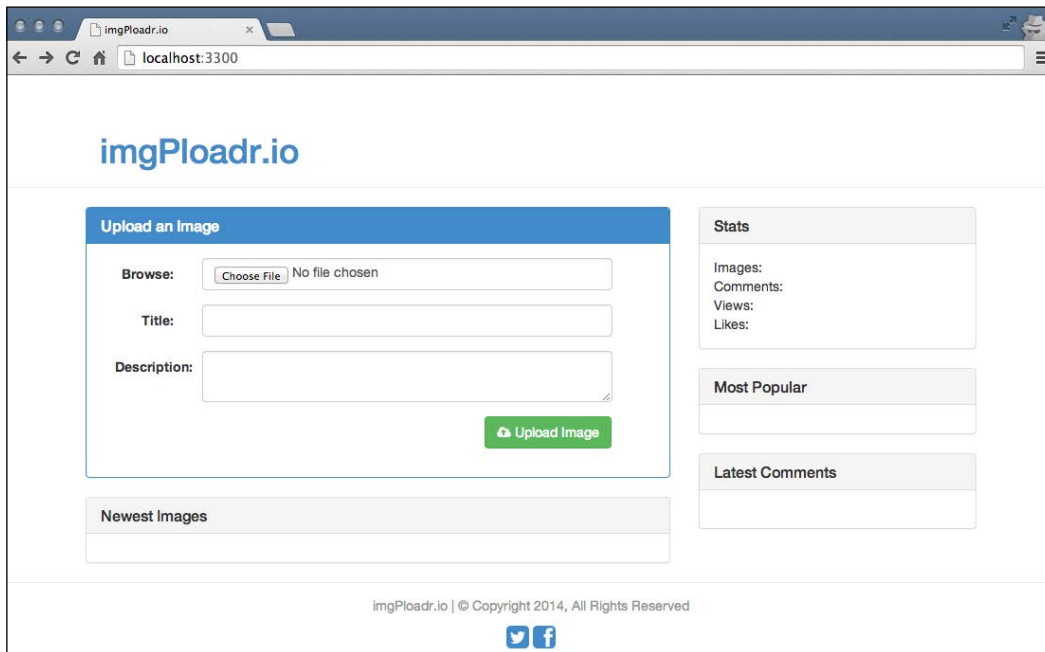 imgPloadr.io
localhost:3300
imgPloadr.io
Upload an Image
Browse:
Choose File No file chosen
Title:
Description:
Upload Image
Newest Images
Stats
Images:
Comments:
Views:
Likes:
Most Popular
Latest Comments
imgPloadr.io | © Copyright 2014, All Rights Reserved